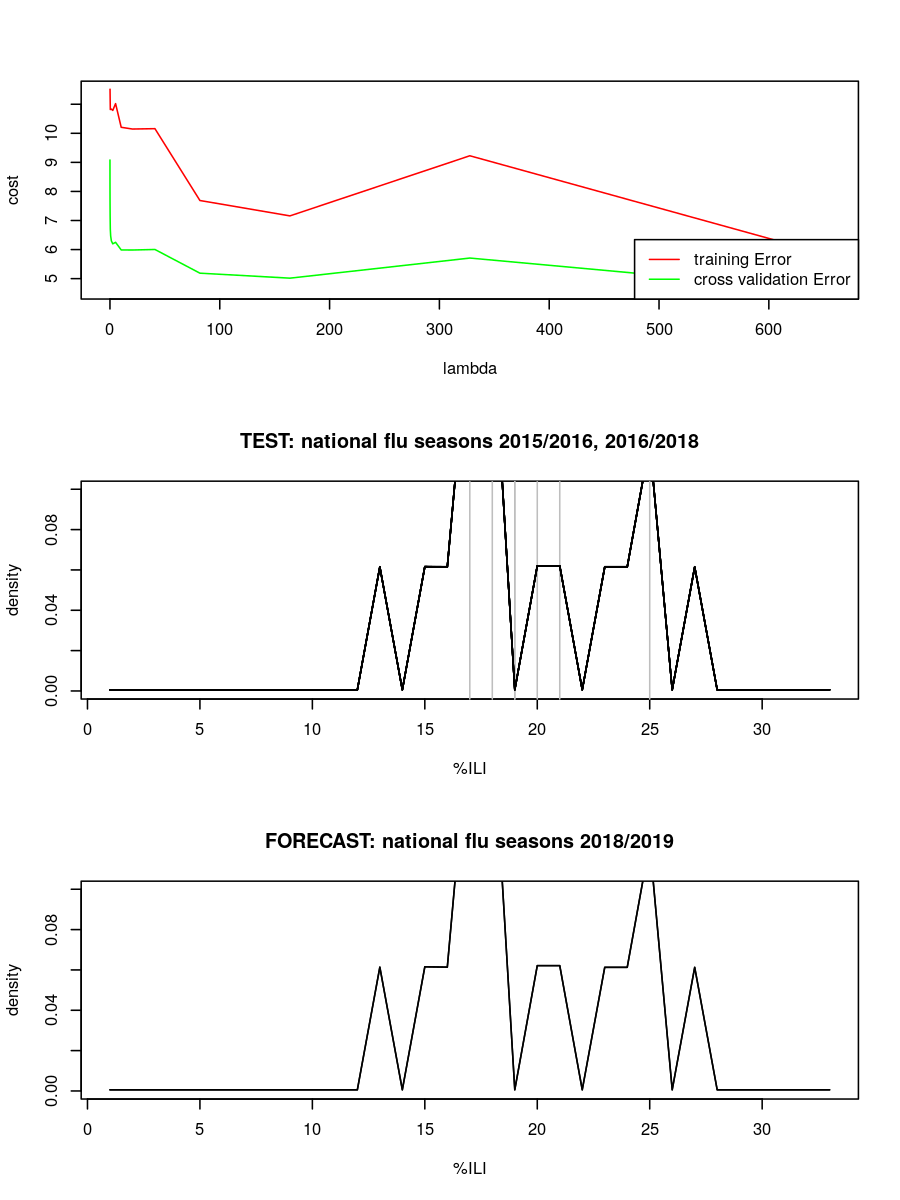 cost
10
9
8
7
6
5
training Error
cross validation Error
0 100 200 300 400 500 600
lambda
TEST: national flu seasons 2015/2016, 2016/2018
density
0.08
0.04
0.00
0 5 10 15 20 25 30
%ILI
FORECAST: national flu seasons 2018/2019
density
0.08
0.04
0.00
0 5 10 15 20 25 30
%ILI